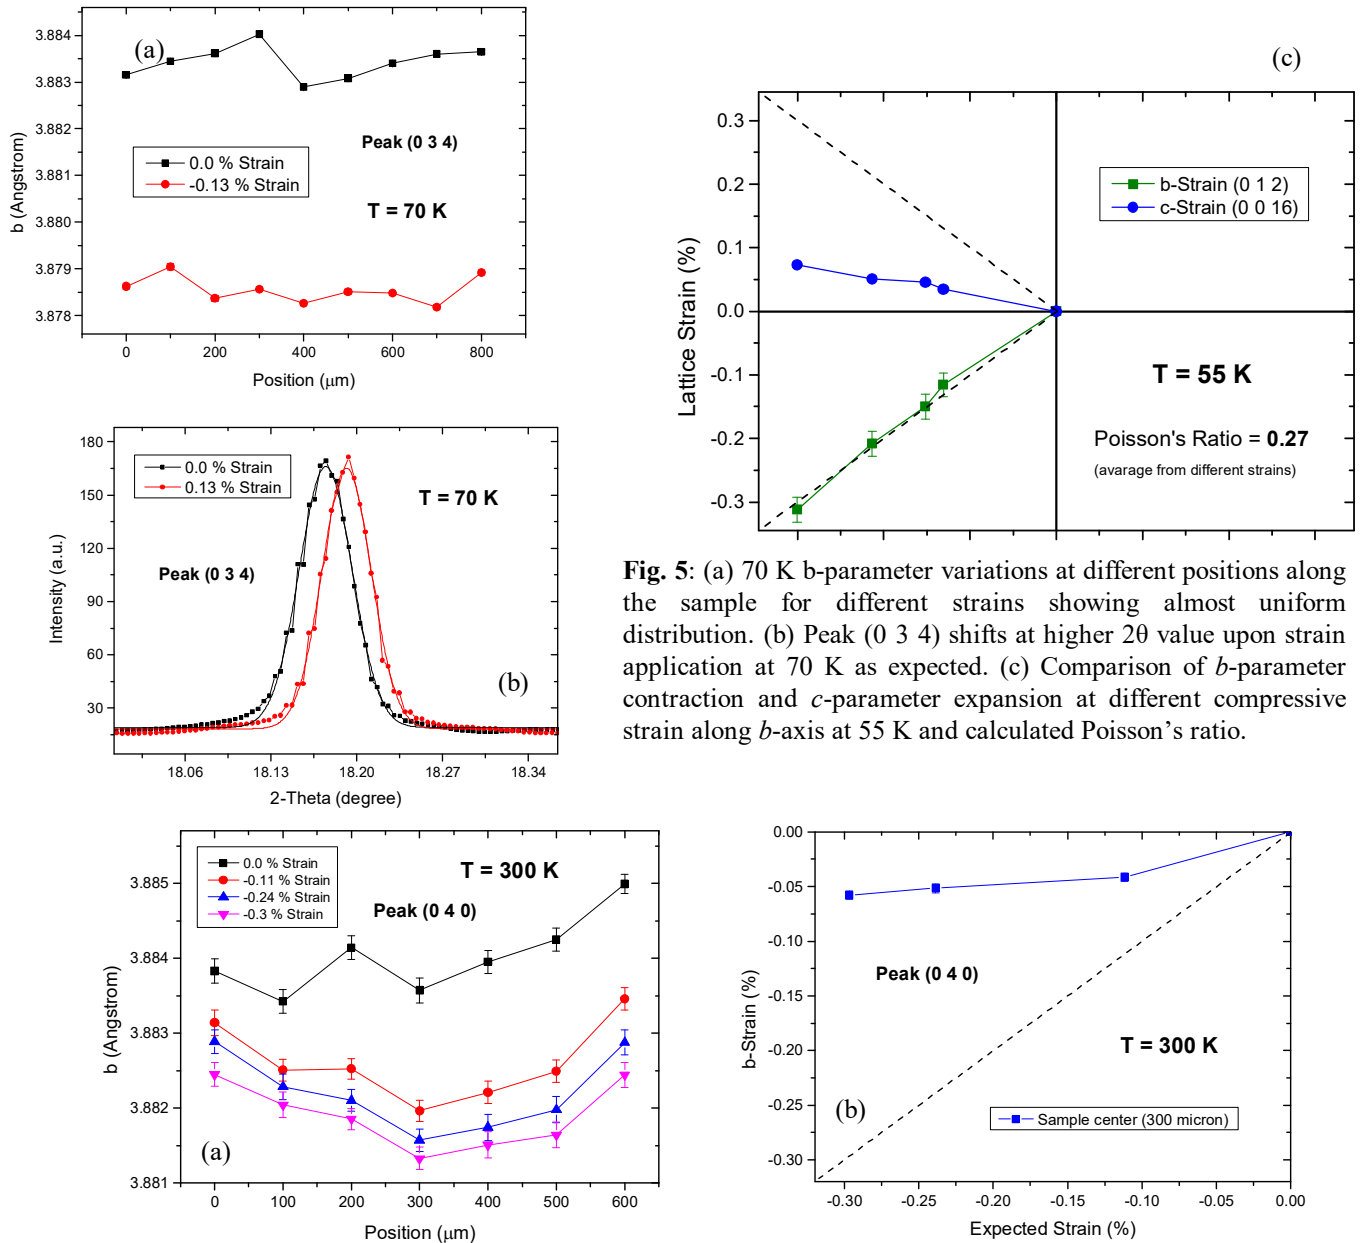 (a)
3.884
3.883
3.882
3.881
3.880
3.879
3.878
b (Angstrom)
Peak (0 3 4)
0.0 % Strain
-0.13 % Strain
T = 70 K
0 200 400 600 800
Position (μm)
180
150
120
90
60
30
Intensity (a.u.)
0.0 % Strain
0.13 % Strain
T = 70 K
Peak (0 3 4)
(b)
18.06 18.13 18.20 18.27 18.34
2-Theta (degree)
(c)
0.3
0.2
0.1
0.0
-0.1
-0.2
-0.3
Lattice Strain (%)
b-Strain (0 1 2)
c-Strain (0 0 16)
T = 55 K
Poisson's Ratio = 0.27
(avarage from different strains)
Fig. 5: (a) 70 K b-parameter variations at different positions along
the sample for different strains showing almost uniform
distribution. (b) Peak (0 3 4) shifts at higher 2θ value upon strain
application at 70 K as expected. (c) Comparison of b-parameter
contraction and c-parameter expansion at different compressive
strain along b-axis at 55 K and calculated Poisson’s ratio.
3.885
3.884
3.883
3.882
3.881
b (Angstrom)
0.0 % Strain
-0.11 % Strain
-0.24 % Strain
-0.3 % Strain
T = 300 K
Peak (0 4 0)
(a)
0 100 200 300 400 500 600
Position (μm)
0.00
-0.05
-0.10
-0.15
-0.20
-0.25
-0.30
b-Strain (%)
Peak (0 4 0)
T = 300 K
(b)
Sample center (300 micron)
-0.30 -0.25 -0.20 -0.15 -0.10 -0.05 0.00
Expected Strain (%)